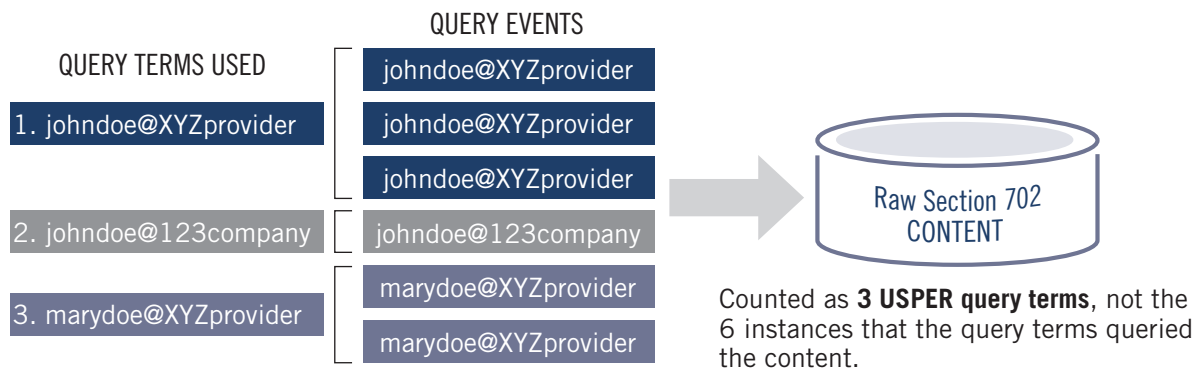 QUERY EVENTS
QUERY TERMS USED
johndoe@XYZprovider
1. johndoe@XYZprovider
johndoe@XYZprovider
johndoe@XYZprovider
2. johndoe@123company
johndoe@123company
3. marydoe@XYZprovider
marydoe@XYZprovider
marydoe@XYZprovider
Raw Section 702
CONTENT
Counted as 3 USPER query terms, not the
6 instances that the query terms queried
the content.